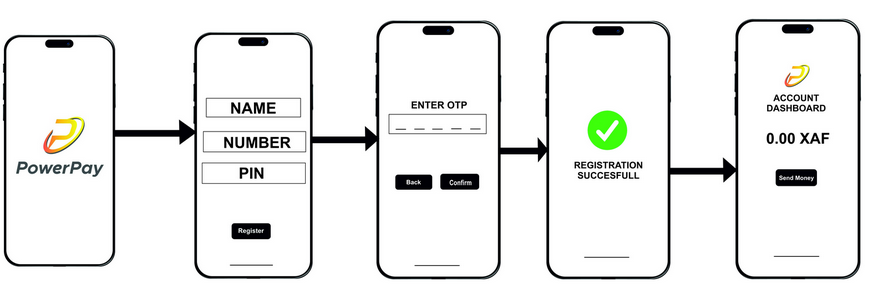 PowerPay
NAME
NUMBER
PIN
Register
ENTER OTP
Back
Confirm
REGISTRATION
SUCCESFULL
ACCOUNT
DASHBOARD
0.00 XAF
Send Money